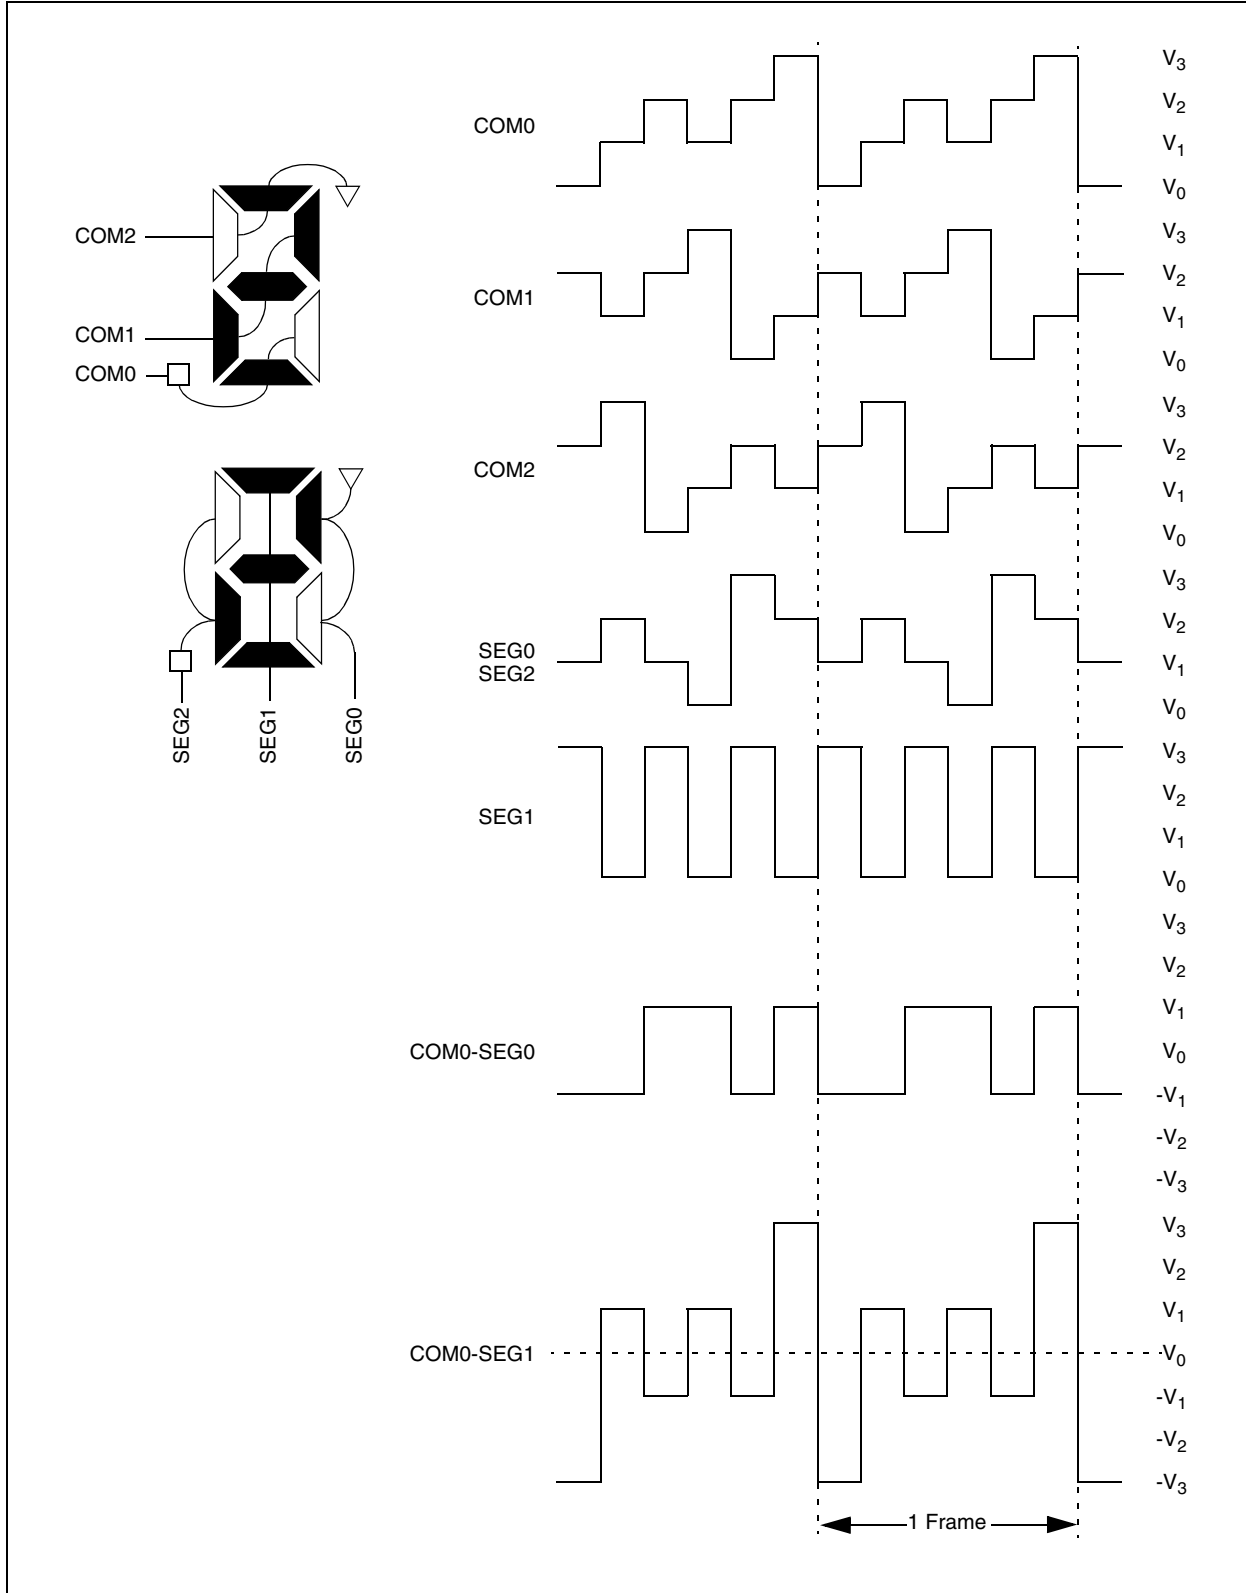 COM2
COM1
COM0
SEG2
SEG1
SEG0
COM0
V3
V2
V1
V0
COM1
V3
V2
V1
V0
COM2
V3
V2
V1
V0
SEG0
SEG2
V3
V2
V1
V0
SEG1
V3
V2
V1
V0
COM0-SEG0
V3
V2
V1
V0
-V1
-V2
-V3
COM0-SEG1
V3
V2
V1
V0
-V1
-V2
-V3
1 Frame